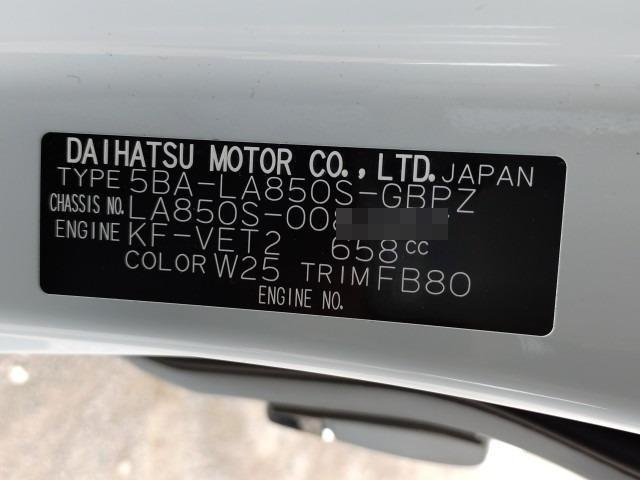 DAIHATSU MOTOR CO., LTD. JAPAN
TYPE 5BA-LA850S-GBPZ
CHASSIS NO. LA850S-00
ENGINE KF-VET2 658cc
COLOR W25 TRIM FB80
ENGINE NO.